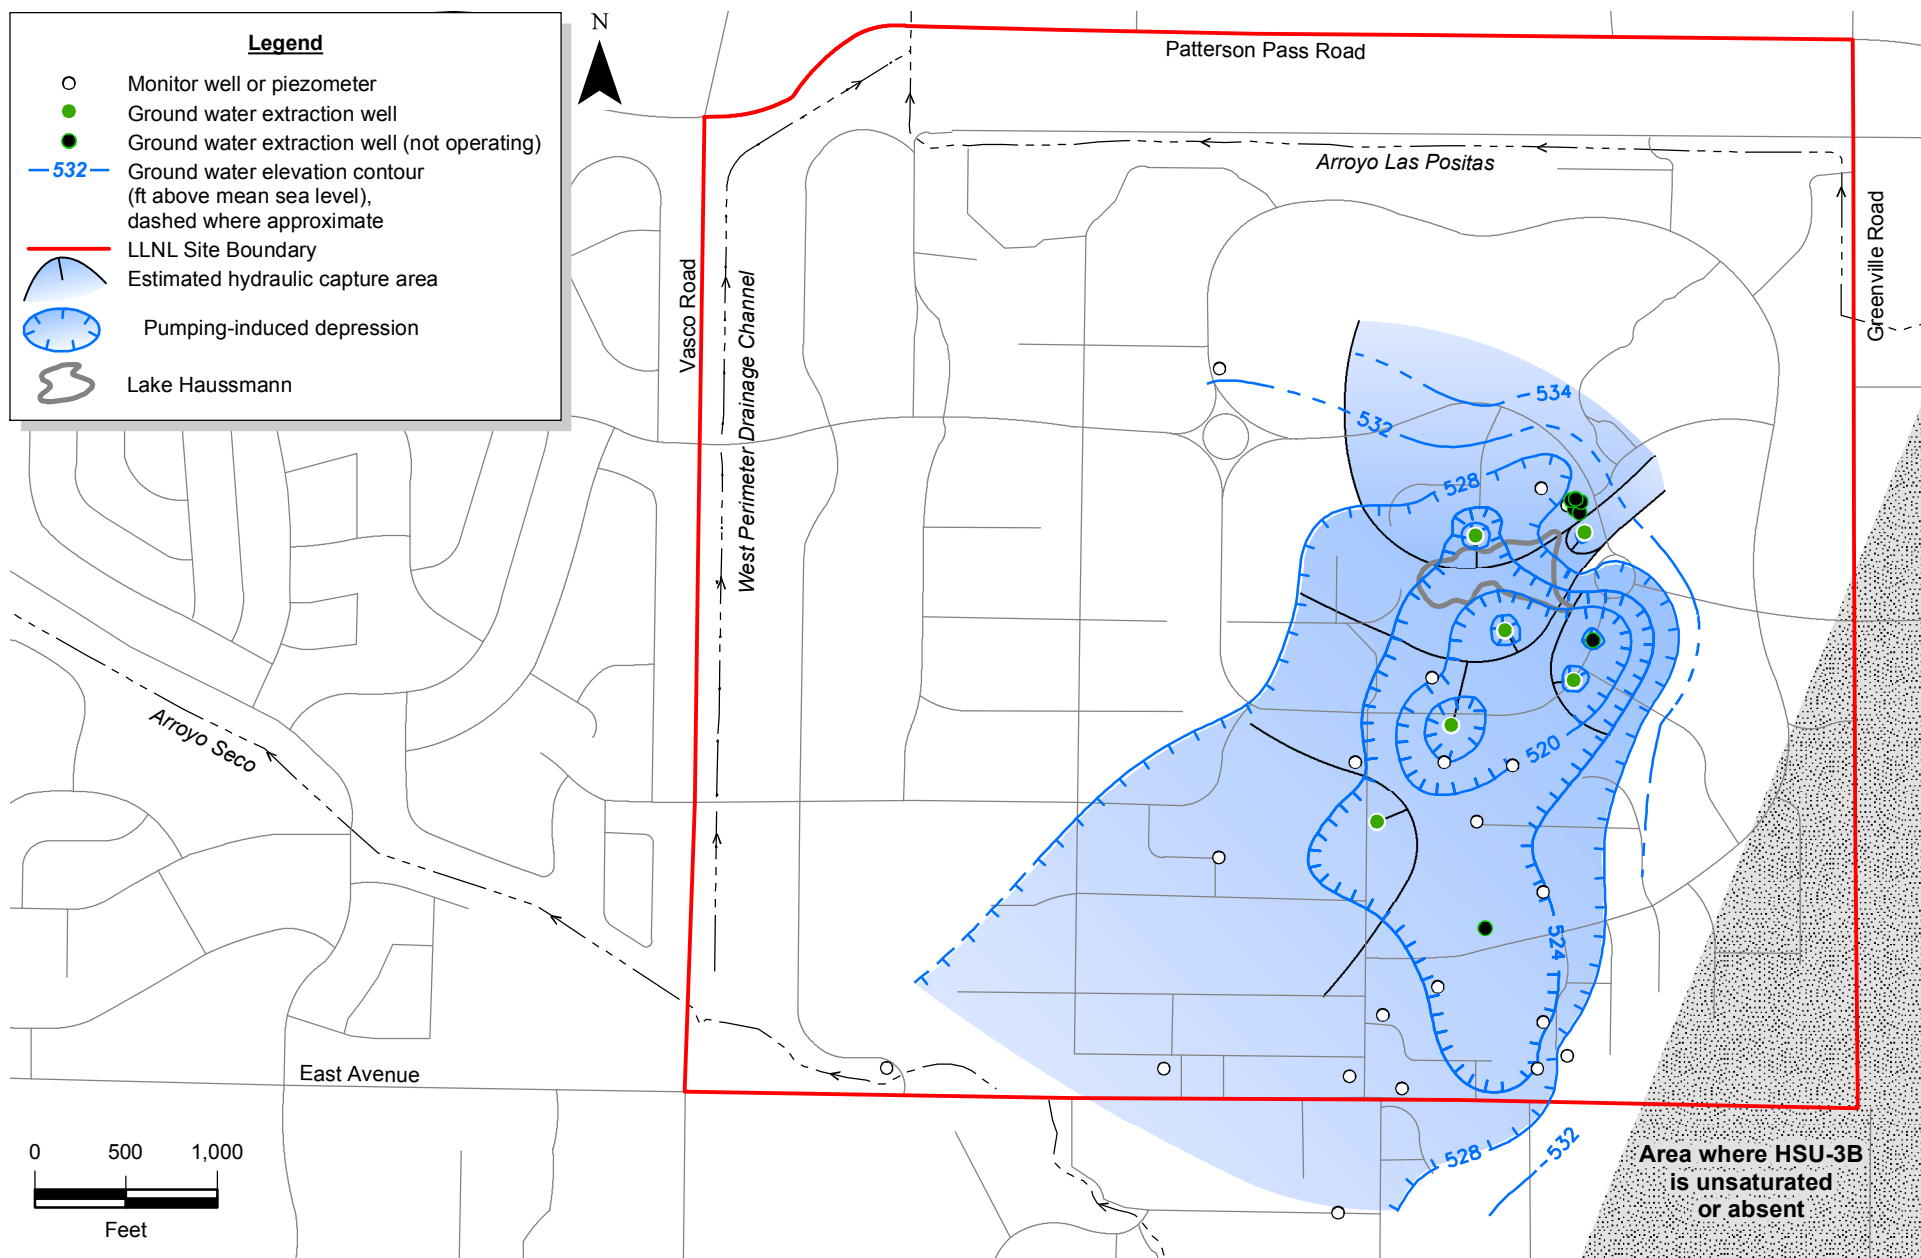 Legend
Monitor well or piezometer
Ground water extraction well
Ground water extraction well (not operating)
532
Ground water elevation contour
(ft above mean sea level),
dashed where approximate
LLNL Site Boundary
Estimated hydraulic capture area
Pumping-induced depression
Lake Haussmann
N
Patterson Pass Road
Arroyo Las Positas
Greenville Road
Vasco Road
West Perimeter Drainage Channel
534
532
528
Arroyo Seco
520
524
East Avenue
528
532
0 500 1,000
Feet
Area where HSU-3B
is unsaturated
or absent